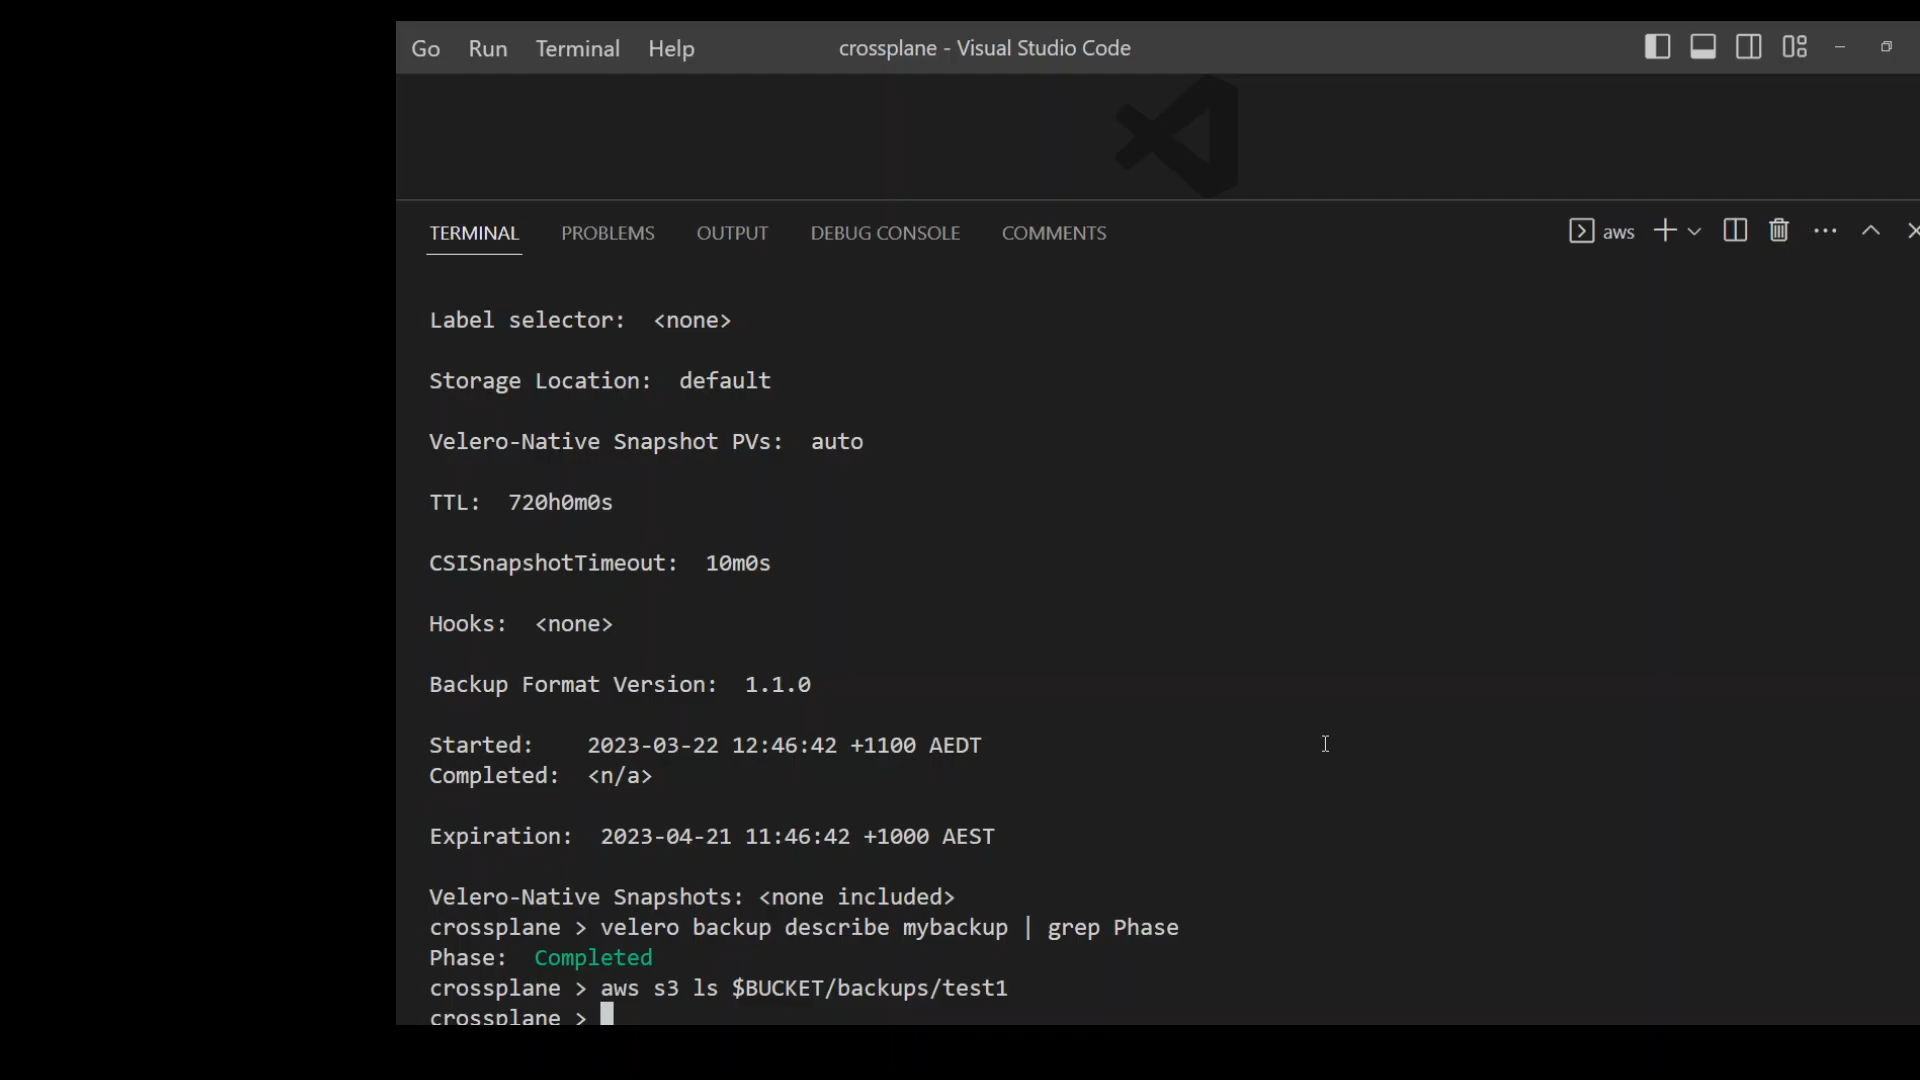 Go Run Terminal Help crossplane - Visual Studio Code
TERMINAL PROBLEMS OUTPUT DEBUG CONSOLE COMMENTS aws
Label selector:  <none>
Storage Location:  default
Velero-Native Snapshot PVs:  auto
TTL:  720h0m0s
CSISnapshotTimeout:  10m0s
Hooks:  <none>
Backup Format Version:  1.1.0
Started:    2023-03-22 12:46:42 +1100 AEDT
Completed:  <n/a>
Expiration:  2023-04-21 11:46:42 +1000 AEST
Velero-Native Snapshots: <none included>
crossplane > velero backup describe mybackup | grep Phase
Phase:  Completed
crossplane > aws s3 ls $BUCKET/backups/test1
crossplane >